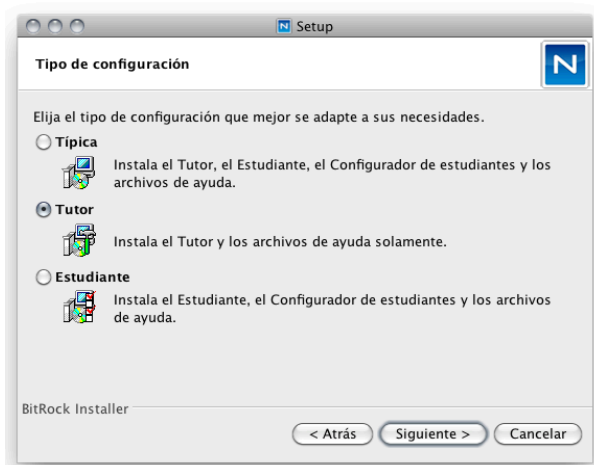 N Setup
Tipo de configuración
N
Elija el tipo de configuración que mejor se adapte a sus necesidades.
Típica
Instala el Tutor, el Estudiante, el Configurador de estudiantes y los
archivos de ayuda.
Tutor
Instala el Tutor y los archivos de ayuda solamente.
Estudiante
Instala el Estudiante, el Configurador de estudiantes y los archivos
de ayuda.
BitRock Installer
< Atrás Siguiente > Cancelar